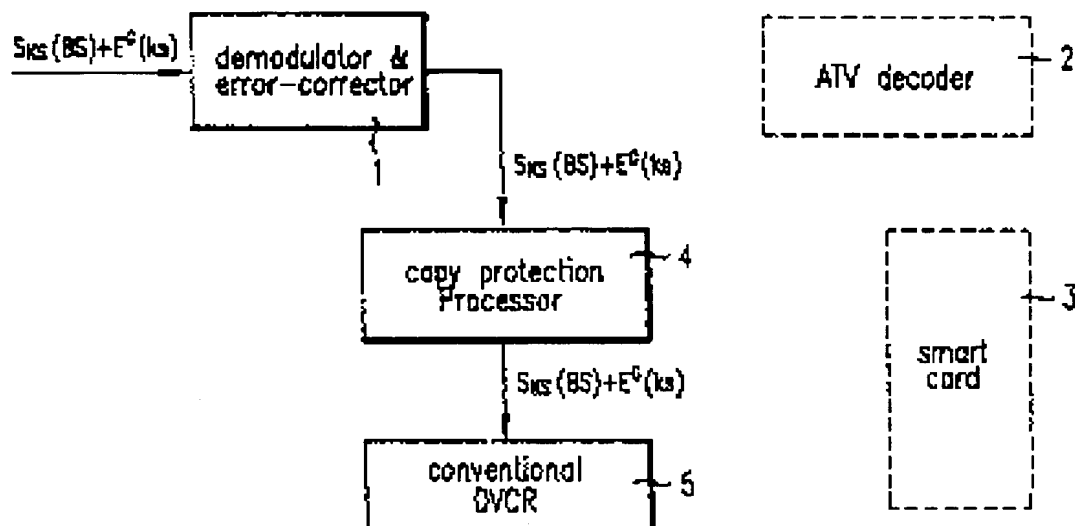 S_KS(BS)+E^G(ks)
demodulator &
error-corrector
1
ATV decoder
2
S_KS(BS)+E^G(ks)
copy protection
Processor
4
smart
card
3
S_KS(BS)+E^G(ks)
conventional
DVCR
5